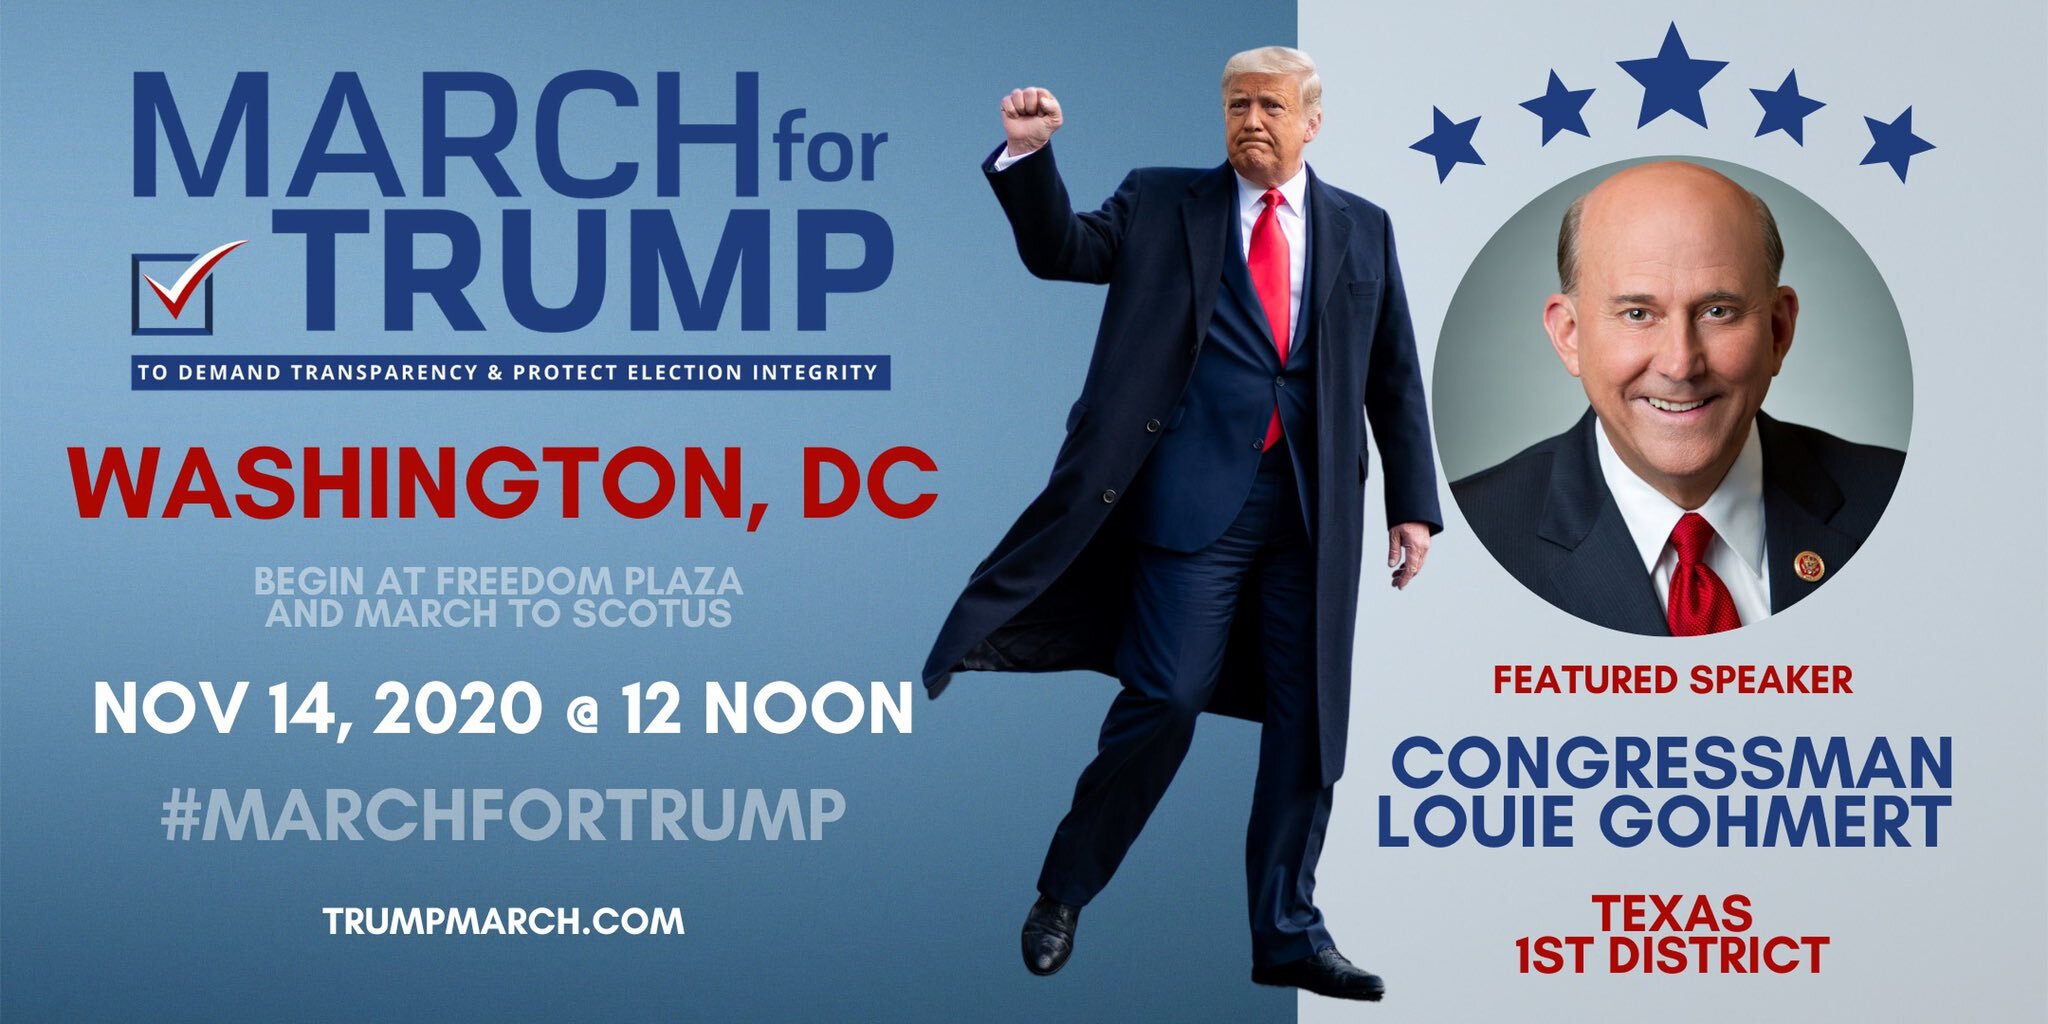 MARCH for
TRUMP
TO DEMAND TRANSPARENCY & PROTECT ELECTION INTEGRITY
WASHINGTON, DC
BEGIN AT FREEDOM PLAZA
AND MARCH TO SCOTUS
NOV 14, 2020 @ 12 NOON
#MARCHFORTRUMP
TRUMPMARCH.COM
FEATURED SPEAKER
CONGRESSMAN
LOUIE GOHMERT
TEXAS
1ST DISTRICT